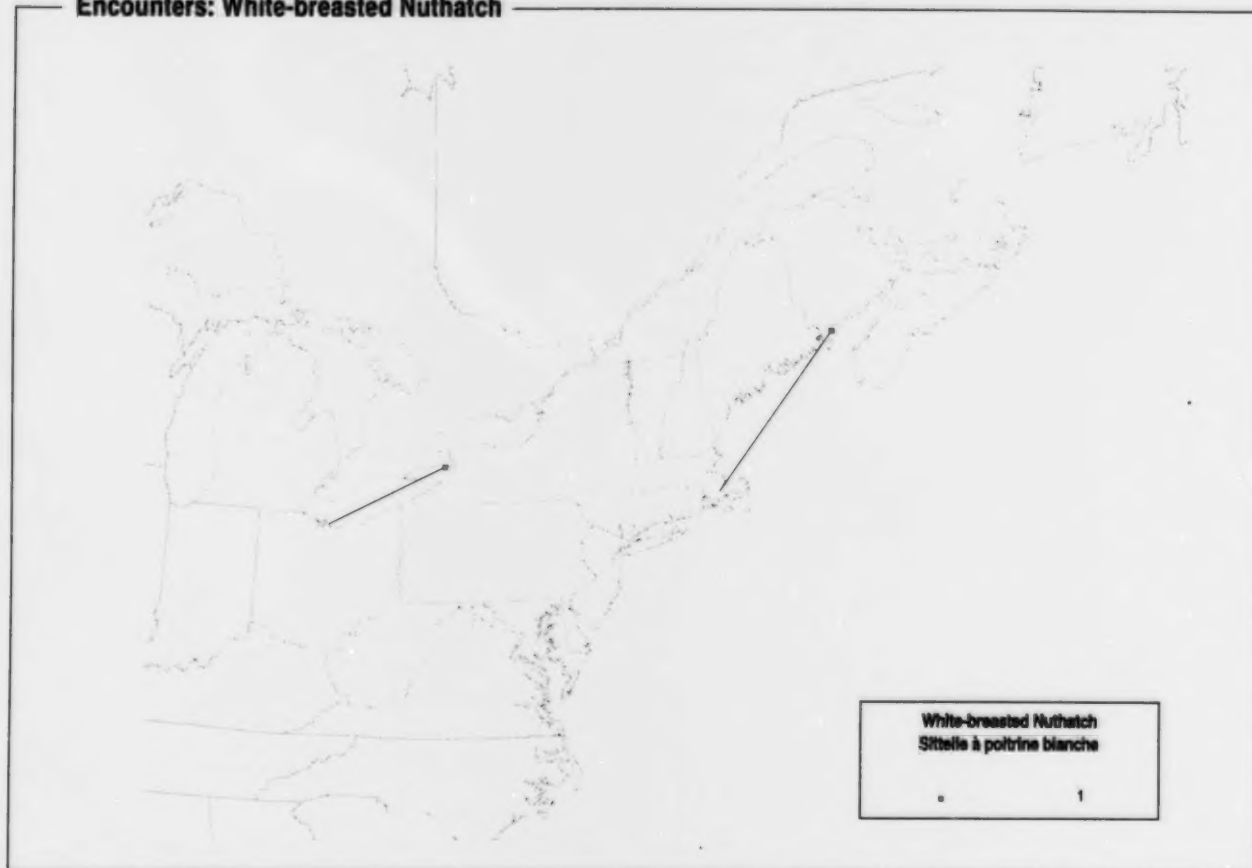 Encounters: White-breasted Nuthatch
White-breasted Nuthatch
Sittelle à poitrine blanche
1